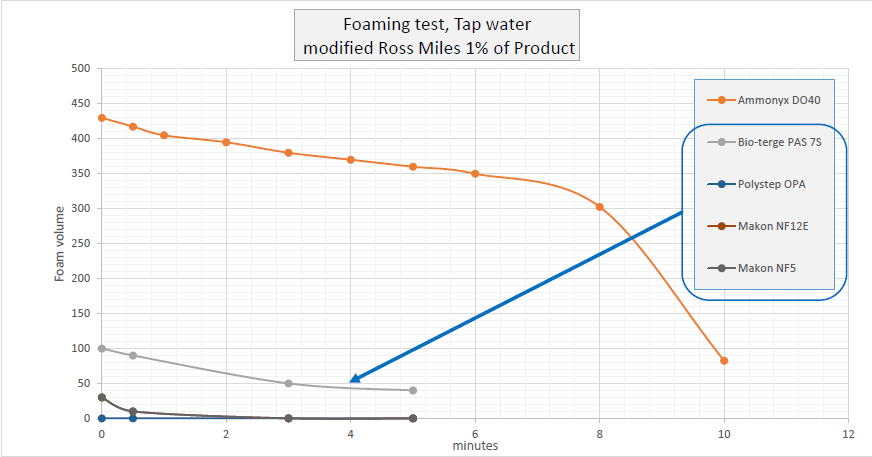 Foaming test, Tap water
modified Ross Miles 1% of Product
500
450
400
350
300
250
200
150
100
50
0
Foam volume
0
2
4
6
8
10
12
minutes
Ammonyx DO40
Bio-terge PAS 7S
Polystep OPA
Makon NF12E
Makon NF5